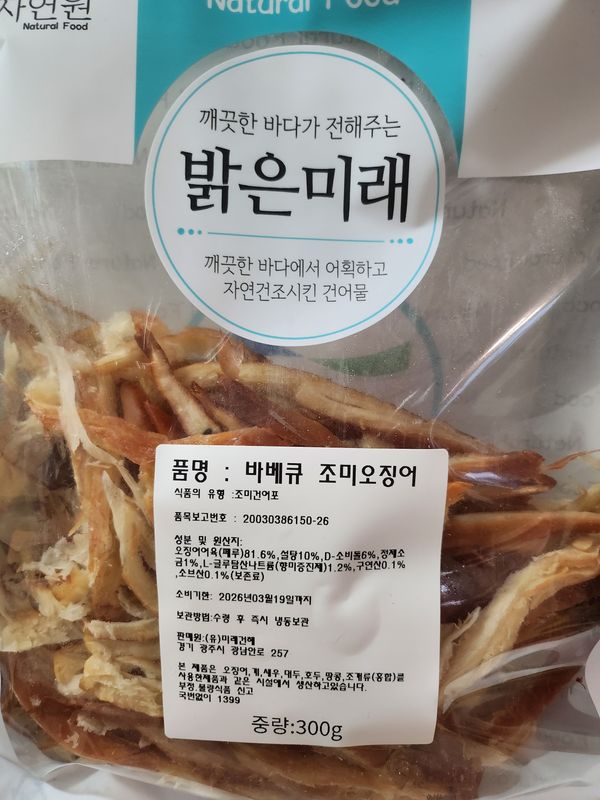 자연원
Natural Food
Natural Food
깨끗한 바다가 전해주는
밝은미래
깨끗한 바다에서 어획하고
자연건조시킨 건어물
품명 : 바베큐 조미오징어
식품의 유형 :조미건어포
품목보고번호 : 20030386150-26
성분 및 원산지:
오징어어육(페루)81.6%,설탕10%,D-소비톨6%,정제소
금1%,L-글루탐산나트륨(향미증진제)1.2%,구연산0.1%
,소브산0.1%(보존료)
소비기한: 2026년03월19일까지
보관방법:수령 후 즉시 냉동보관
판매원:(유)미래건해
경기 광주시 광남안로 257
본 제품은 오징어,게,새우,대두,호두,땅콩,조개류(홍합)를
사용한제품과 같은 시설에서 생산하고있습니다.
부정,불량식품 신고
국번없이 1399
중량:300g